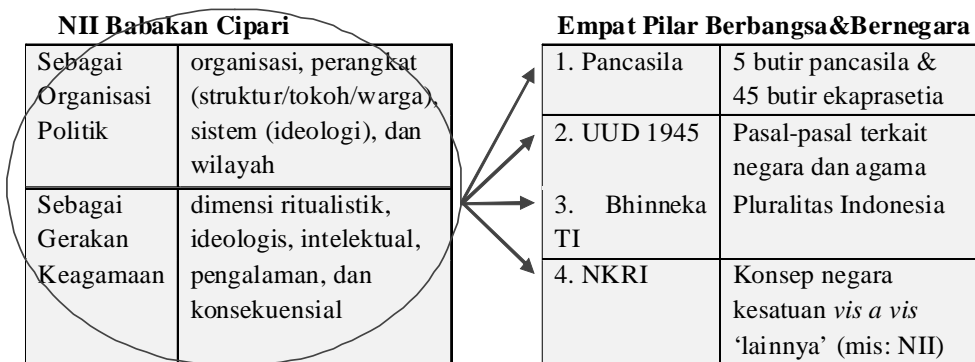 NII Babakan Cipari
Sebagai
Organisasi
Politik
organisasi, perangkat
(struktur/tokoh/warga),
sistem (ideologi), dan
wilayah
Sebagai
Gerakan
Keagamaan
dimensi ritualistik,
ideologis, intelektual,
pengalaman, dan
konsekuensial
Empat Pilar Berbangsa&Bernegara
1. Pancasila
5 butir pancasila &
45 butir ekaprasetia
2. UUD 1945
Pasal-pasal terkait
negara dan agama
3. Bhinneka
TI
Pluralitas Indonesia
4. NKRI
Konsep negara
kesatuan vis a vis
‘lainnya’ (mis: NII)